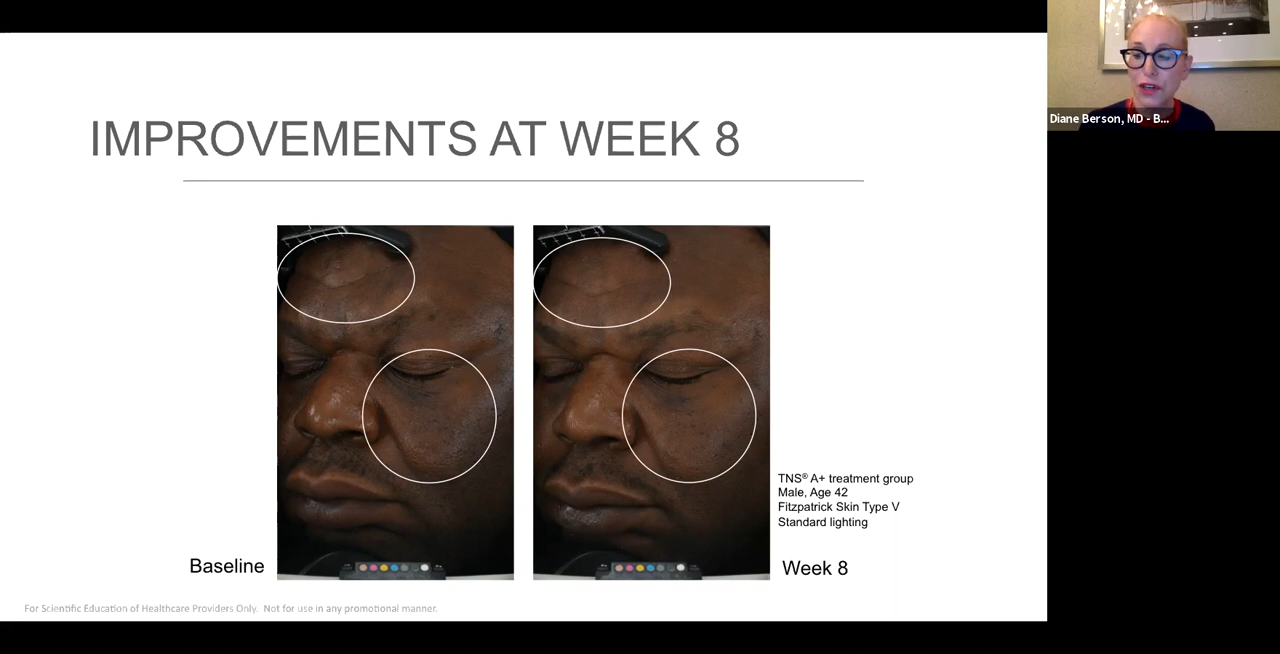 Diane Berson, MD - B...
IMPROVEMENTS AT WEEK 8
TNS® A+ treatment group
Male, Age 42
Fitzpatrick Skin Type V
Standard lighting
Baseline
Week 8
For Scientific Education of Healthcare Providers Only. Not for use in any promotional manner.